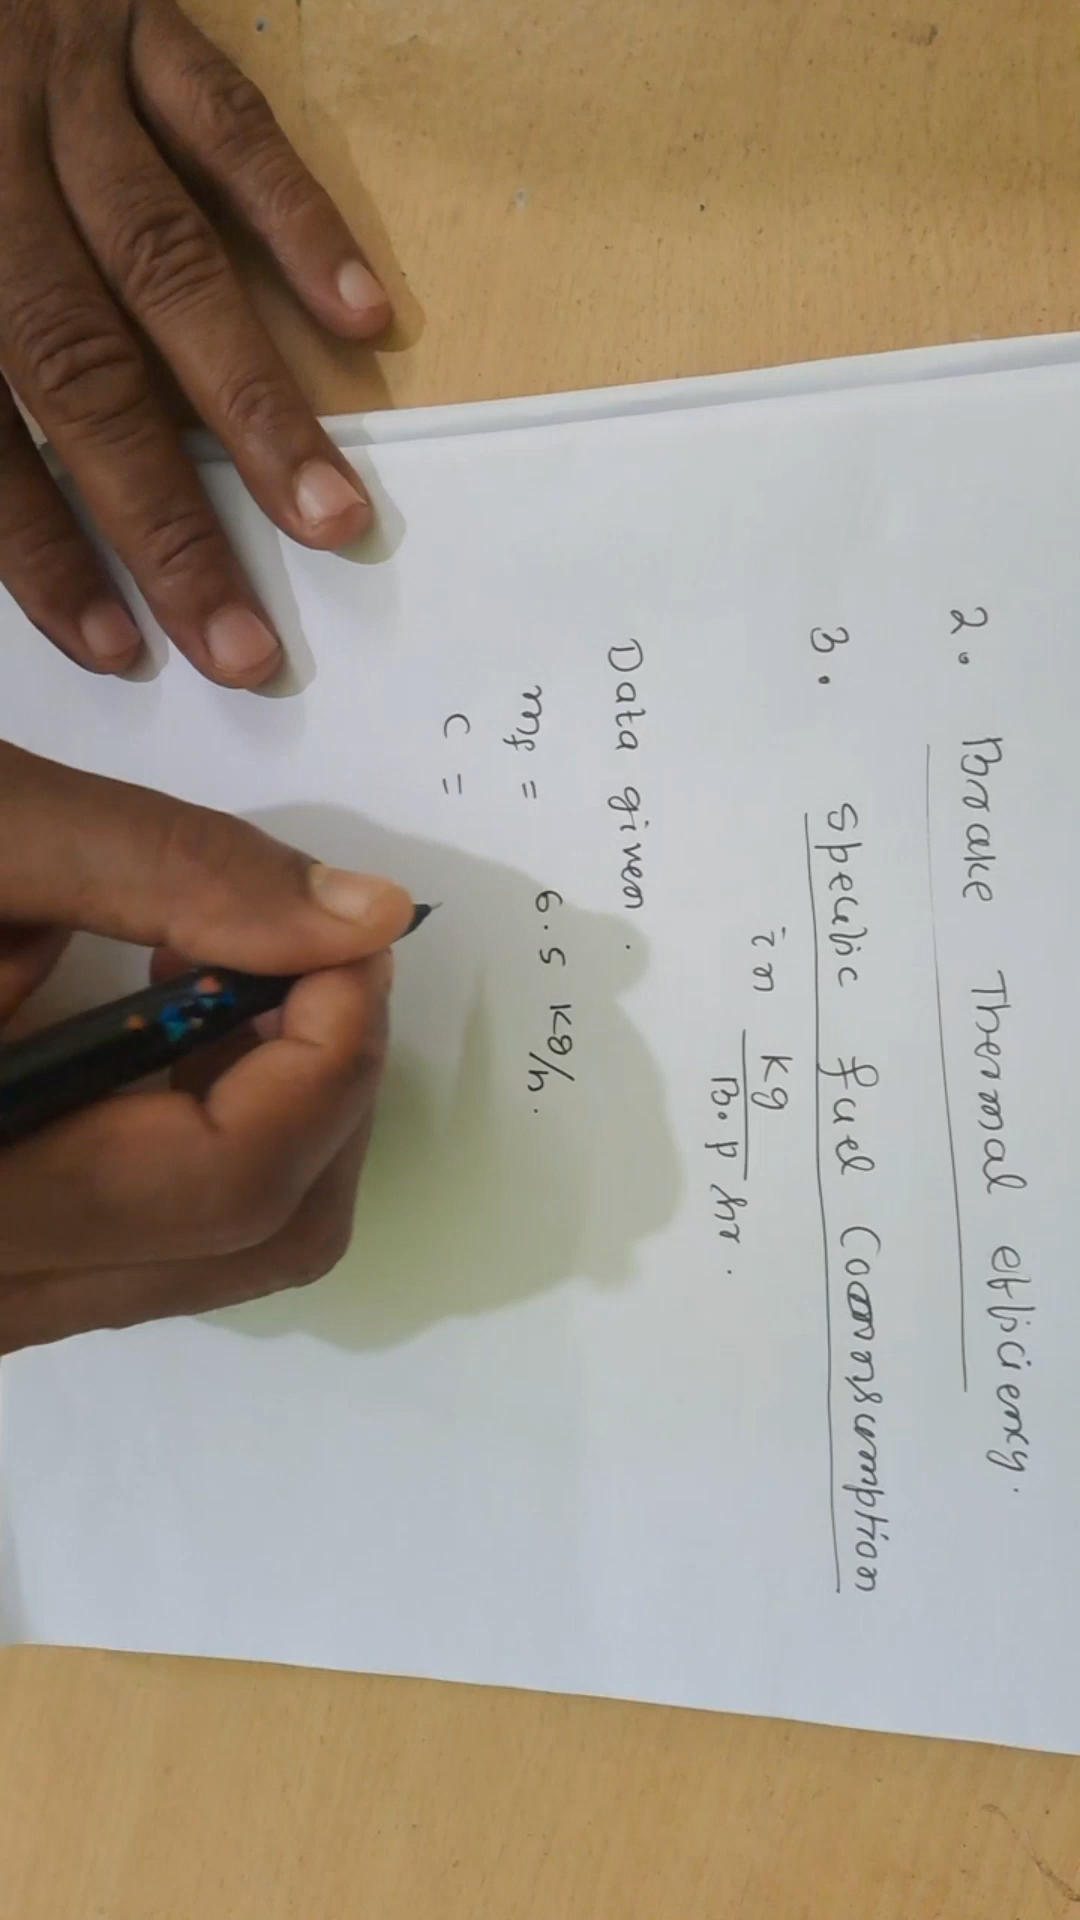 2. Brake Thermal efficiency.
3. Specific fuel Consumption
in kg
B.P hr.
Data given.
mf = 6.5 kg/h.
C =